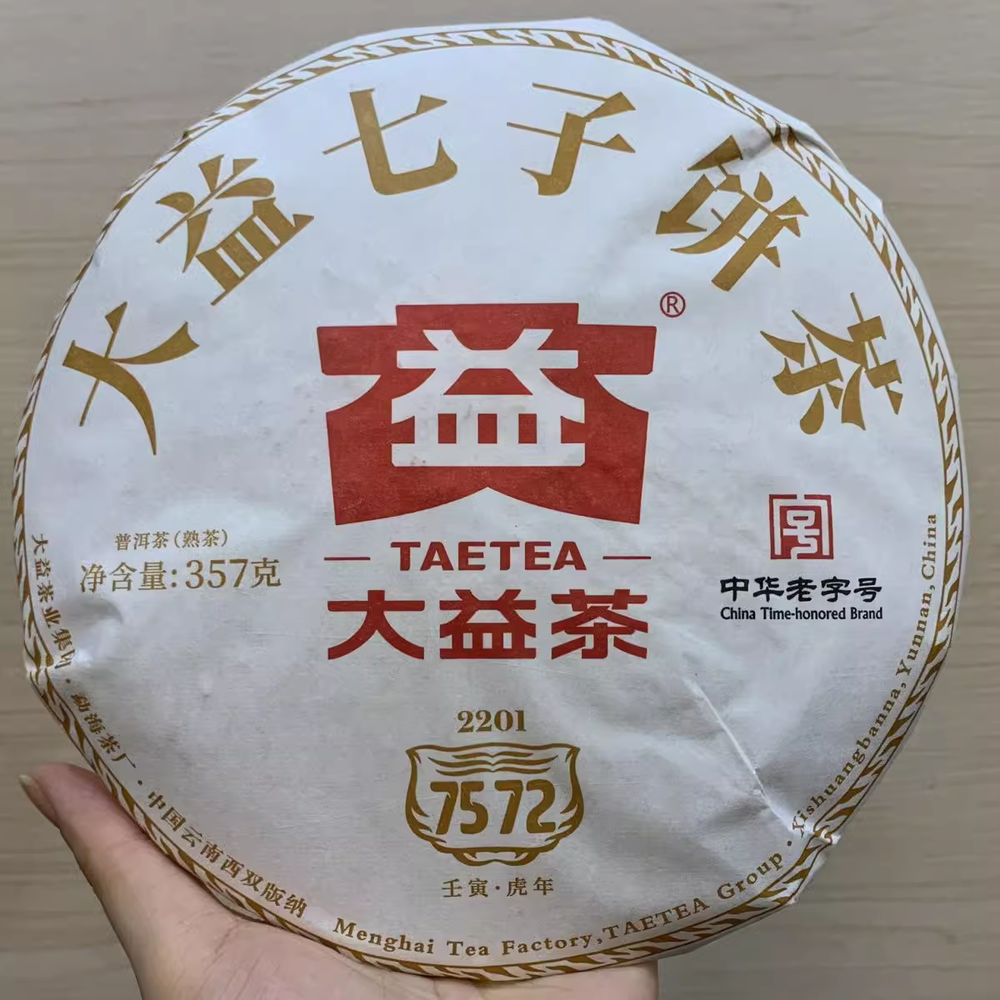 大益七子饼茶
益
®
TAETEA
大益茶
普洱茶(熟茶)
净含量:357克
号
中华老字号
China Time-honored Brand
2201
7572
壬寅·虎年
大益茶业集团·勐海茶厂·中国云南西双版纳
Menghai Tea Factory,TAETEA Group·Xishuangbanna,Yunnan,China